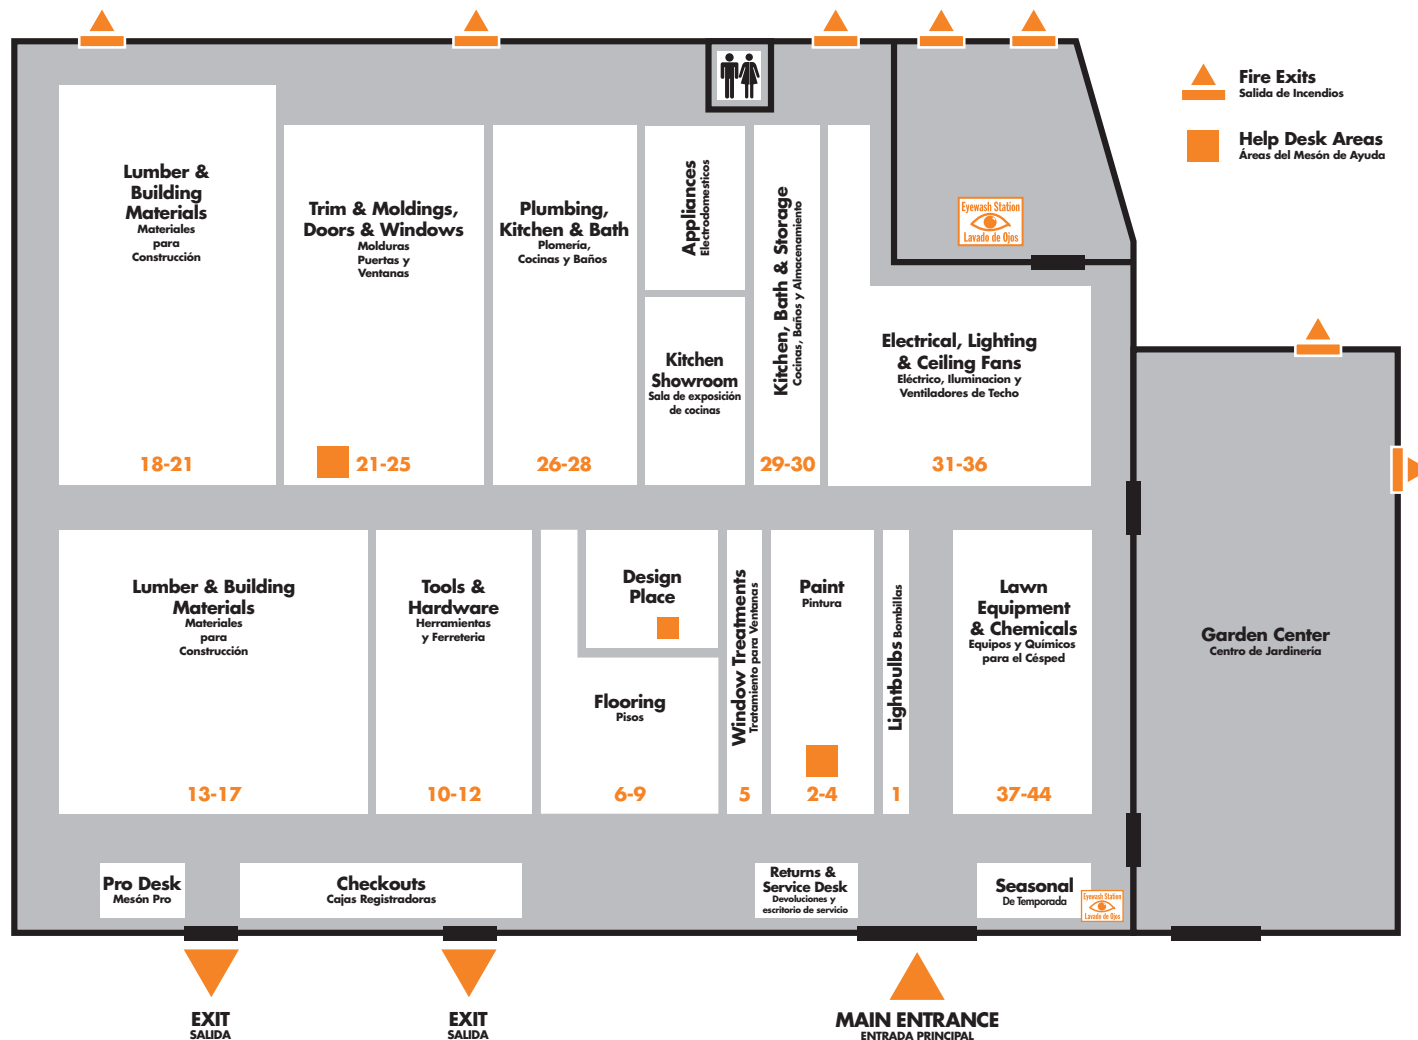 Fire Exits
Salida de Incendios
Help Desk Areas
Áreas del Mesón de Ayuda
Lumber &
Building
Materials
Materiales
para
Construcción
18-21
Trim & Moldings,
Doors & Windows
Molduras
Puertas y
Ventanas
21-25
Plumbing,
Kitchen & Bath
Plomería,
Cocinas y Baños
26-28
Appliances
Electrodomesticos
Kitchen
Showroom
Sala de exposición
de cocinas
Kitchen, Bath & Storage
Cocinas, Baños y Almacenamiento
29-30
Eyewash Station
Lavado de Ojos
Electrical, Lighting
& Ceiling Fans
Eléctrico, Iluminacion y
Ventiladores de Techo
31-36
Lumber & Building
Materials
Materiales
para
Construcción
13-17
Tools &
Hardware
Herramientas
y Ferreteria
10-12
Design
Place
Flooring
Pisos
6-9
Window Treatments
Tratamiento para Ventanas
5
Paint
Pintura
2-4
Lightbulbs Bombillas
1
Lawn
Equipment
& Chemicals
Equipos y Químicos
para el Césped
37-44
Garden Center
Centro de Jardinería
Pro Desk
Mesón Pro
Checkouts
Cajas Registradoras
Returns &
Service Desk
Devoluciones y
escritorio de servicio
Seasonal
De Temporada
Eyewash Station
Lavado de Ojos
EXIT
SALIDA
EXIT
SALIDA
MAIN ENTRANCE
ENTRADA PRINCIPAL